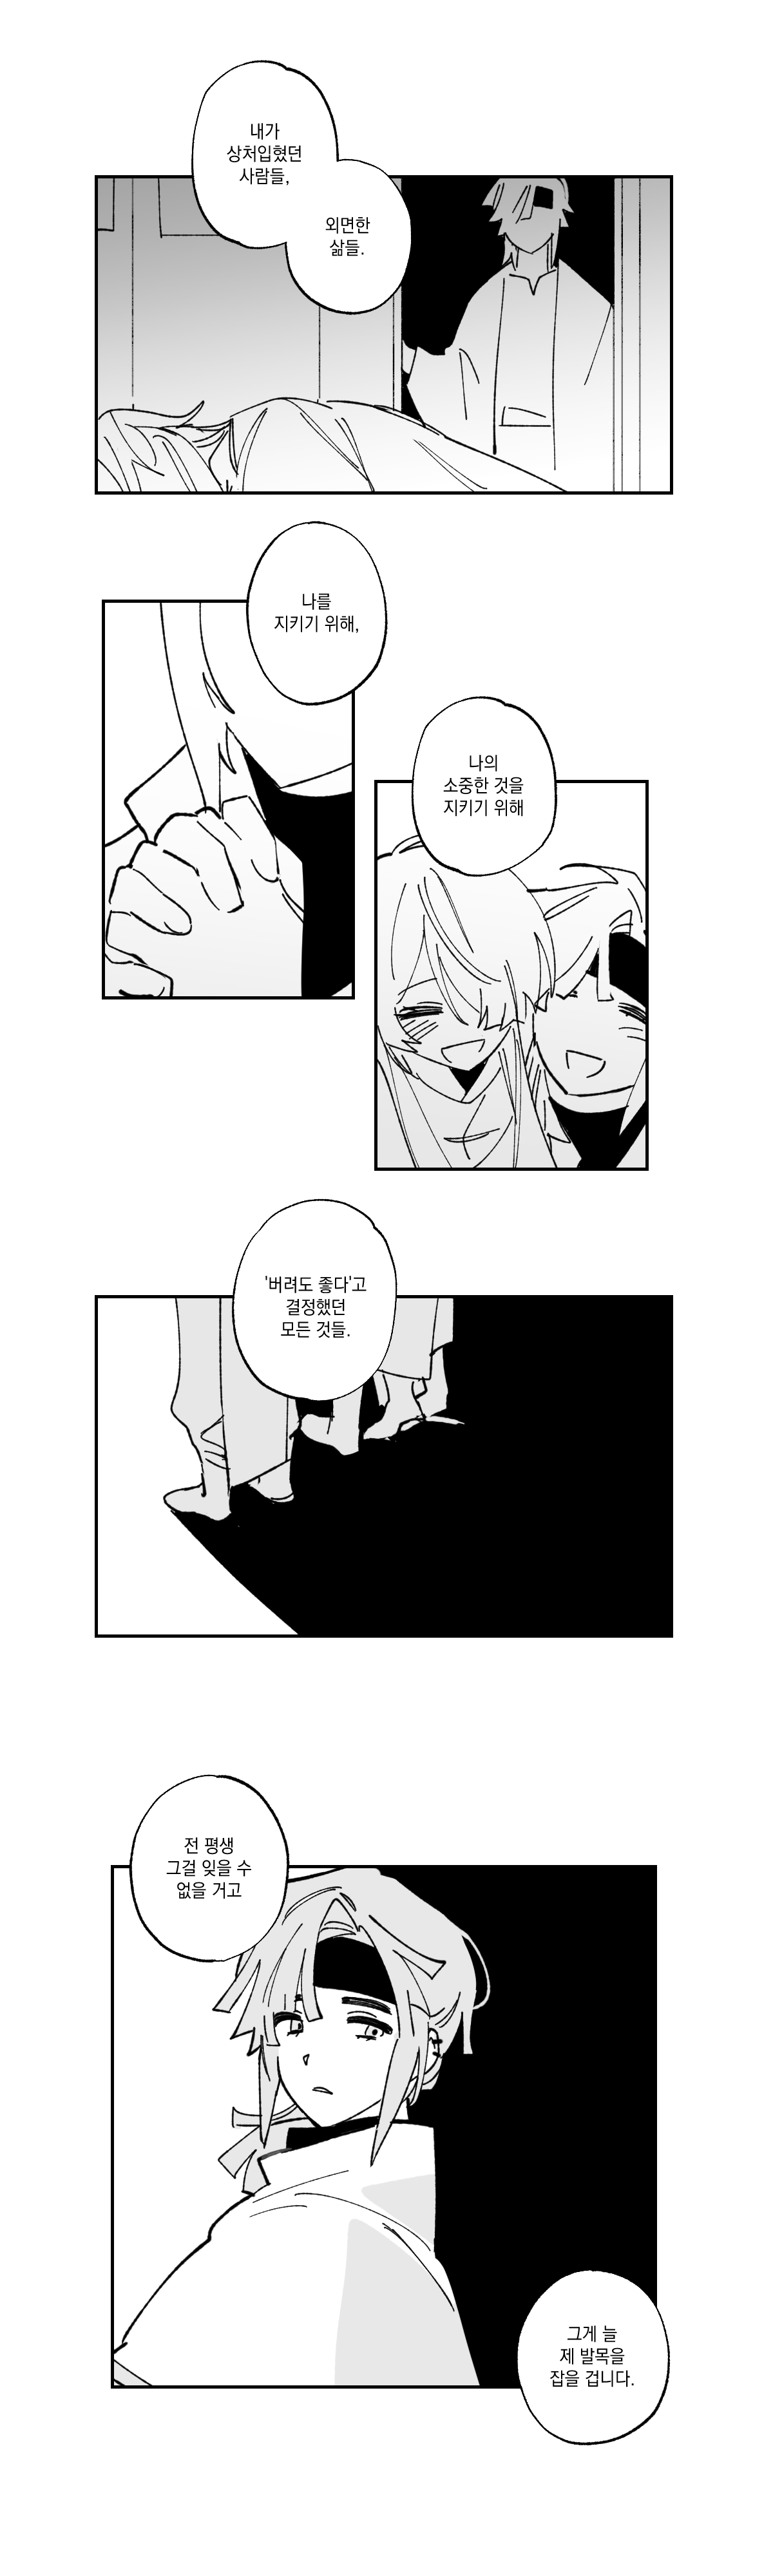 내가
상처입혔던
사람들,
외면한
삶들.
나를
지키기 위해,
나의
소중한 것을
지키기 위해
'버려도 좋다'고
결정했던
모든 것들.
전 평생
그걸 잊을 수
없을 거고
그게 늘
제 발목을
잡을 겁니다.